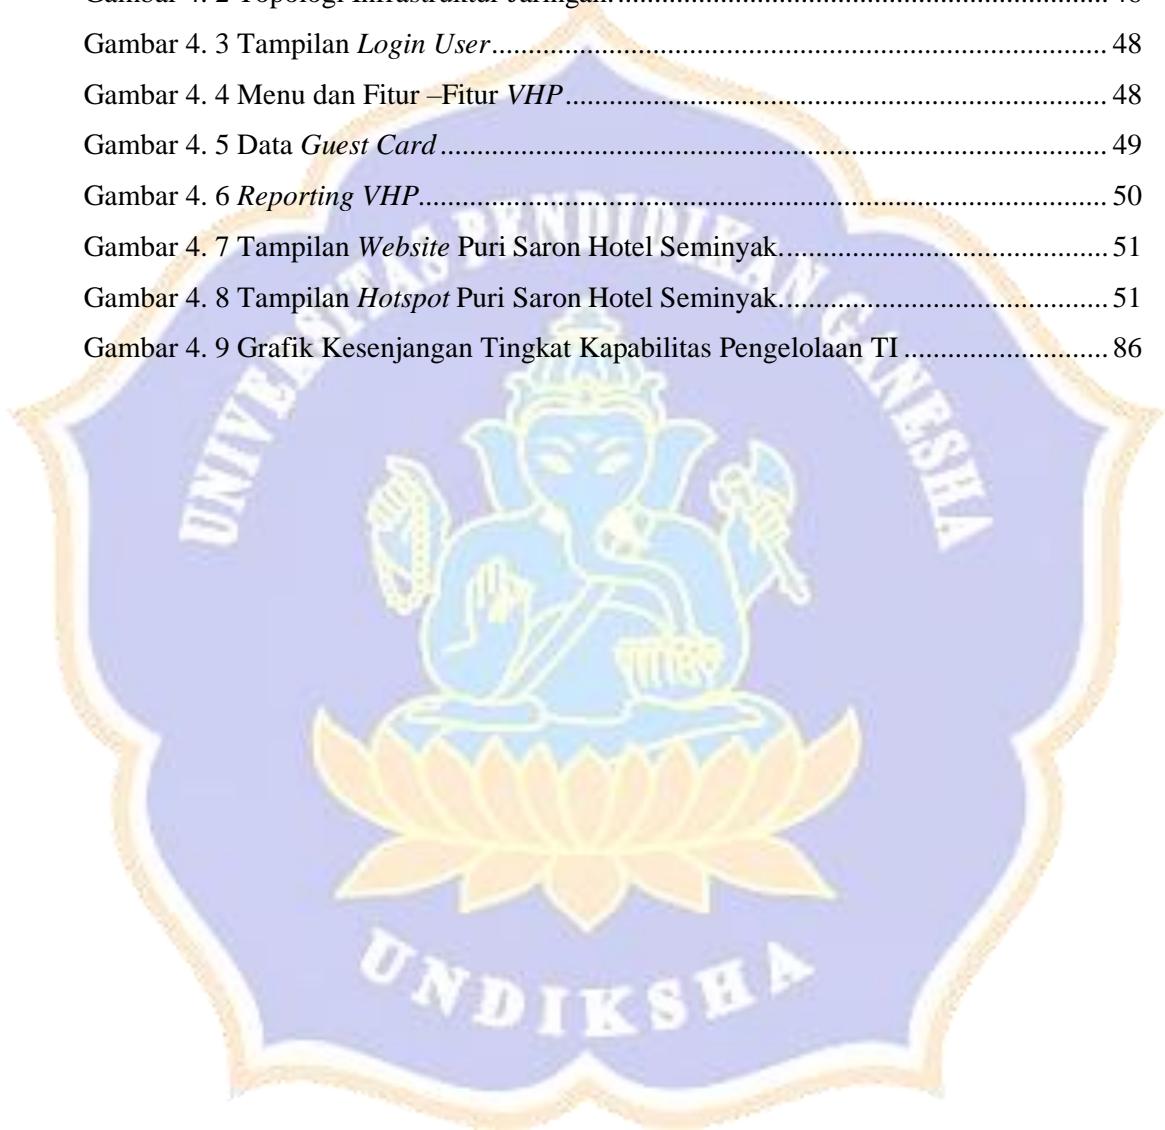 Gambar 4. 3 Tampilan Login User.................................................................................... 48
Gambar 4. 4 Menu dan Fitur –Fitur VHP......................................................................... 48
Gambar 4. 5 Data Guest Card........................................................................................... 49
Gambar 4. 6 Reporting VHP.............................................................................................. 50
Gambar 4. 7 Tampilan Website Puri Saron Hotel Seminyak............................................ 51
Gambar 4. 8 Tampilan Hotspot Puri Saron Hotel Seminyak............................................ 51
Gambar 4. 9 Grafik Kesenjangan Tingkat Kapabilitas Pengelolaan TI ........................... 86
UNIVERSITAS PENDIDIKAN GANESHA
UNDIKSHA